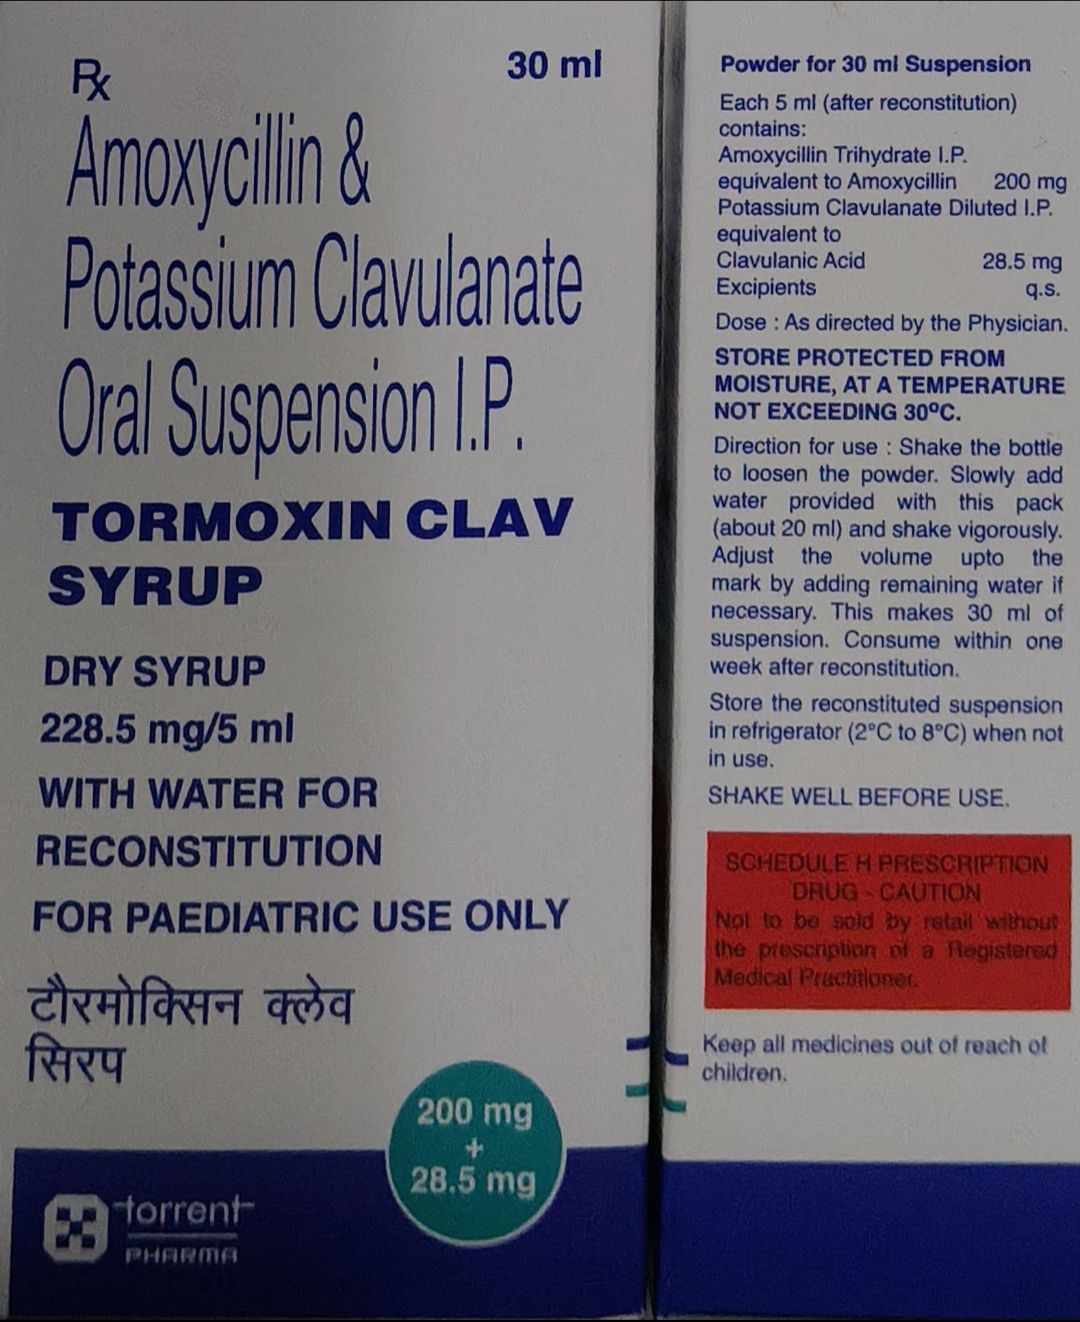 Rx
30 ml
Amoxycillin &
Potassium Clavulanate
Oral Suspension I.P.
TORMOXIN CLAV
SYRUP
DRY SYRUP
228.5 mg/5 ml
WITH WATER FOR
RECONSTITUTION
FOR PAEDIATRIC USE ONLY
टौरमोक्सिन क्लेव
सिरप
200 mg
+
28.5 mg
torrent
PHARMA
Powder for 30 ml Suspension
Each 5 ml (after reconstitution)
contains:
Amoxycillin Trihydrate I.P.
equivalent to Amoxycillin 200 mg
Potassium Clavulanate Diluted I.P.
equivalent to
Clavulanic Acid 28.5 mg
Excipients q.s.
Dose : As directed by the Physician.
STORE PROTECTED FROM
MOISTURE, AT A TEMPERATURE
NOT EXCEEDING 30ºC.
Direction for use : Shake the bottle
to loosen the powder. Slowly add
water provided with this pack
(about 20 ml) and shake vigorously.
Adjust the volume upto the
mark by adding remaining water if
necessary. This makes 30 ml of
suspension. Consume within one
week after reconstitution.
Store the reconstituted suspension
in refrigerator (2°C to 8°C) when not
in use.
SHAKE WELL BEFORE USE.
SCHEDULE H PRESCRIPTION
DRUG - CAUTION
Not to be sold by retail without
the prescription of a Registered
Medical Practitioner.
Keep all medicines out of reach of
children.